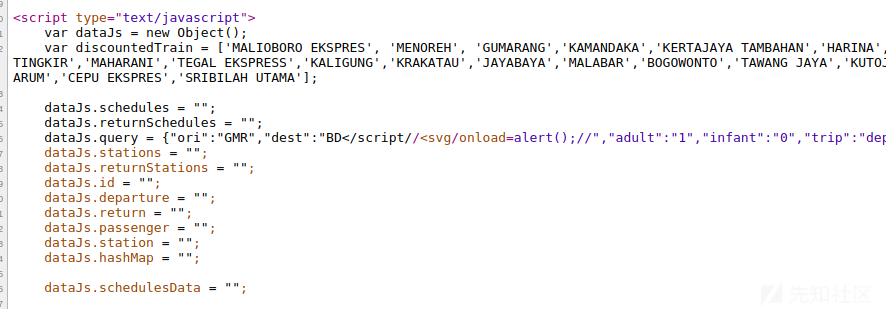 <script type="text/javascript">
var dataJs = new Object();
var discountedTrain = ['MALIOBORO EKSPRES', 'MENOREH', 'GUMARANG','KAMANDAKA','KERTAJAYA TAMBAHAN','HARINA',
TINGKIR','MAHARANI','TEGAL EKSPRESS','KALIGUNG','KRAKATAU','JAYABAYA','MALABAR','BOGOWONTO','TAWANG JAYA','KUTOJ
ARUM','CEPU EKSPRES','SRIBILAH UTAMA'];
dataJs.schedules = "";
dataJs.returnSchedules = "";
dataJs.query = {"ori":"GMR","dest":"BD</script//<svg/onload=alert();//","adult":"1","infant":"0","trip":"dep
dataJs.stations = "";
dataJs.returnStations = "";
dataJs.id = "";
dataJs.departure = "";
dataJs.return = "";
dataJs.passenger = "";
dataJs.station = "";
dataJs.hashMap = "";
dataJs.schedulesData = "";
先知社区